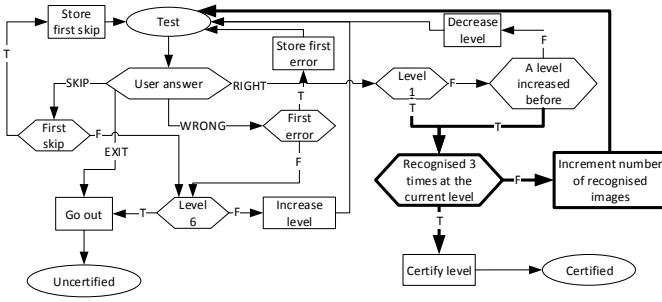 Store
first skip
Test
Decrease
level
T
Store first
error
F
SKIP
User answer
RIGHT
Level
1
F
A level
increased
before
T
T
WRONG
First
error
T
First
skip
F
EXIT
F
Recognised 3
times at the
current level
F
Increment number
of recognised
images
Go out
T
Level
6
F
Increase
level
T
Uncertified
Certify level
Certified